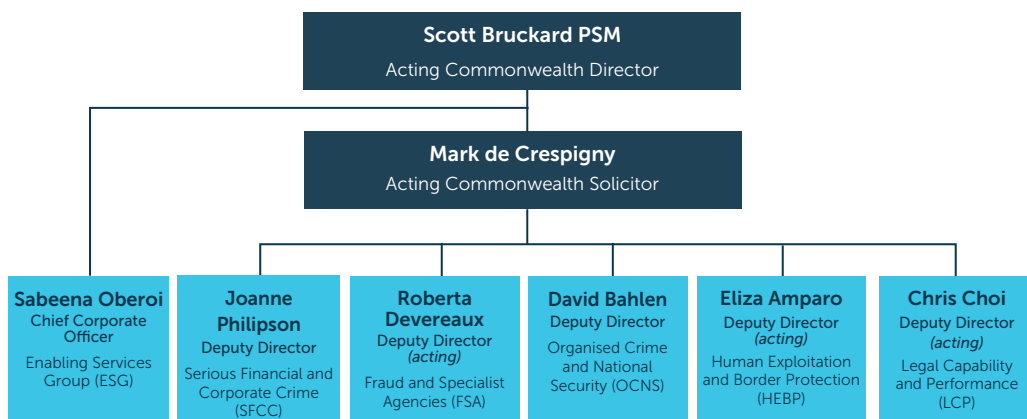 Scott Bruckard PSM
Acting Commonwealth Director
Mark de Crespigny
Acting Commonwealth Solicitor
Sabeena Oberoi
Chief Corporate
Officer
Enabling Services
Group (ESG)
Joanne
Philipson
Deputy Director
Serious Financial and
Corporate Crime
(SFCC)
Roberta
Devereaux
Deputy Director
(acting)
Fraud and Specialist
Agencies (FSA)
David Bahlen
Deputy Director
Organised Crime
and National
Security (OCNS)
Eliza Amparo
Deputy Director
(acting)
Human Exploitation
and Border Protection
(HEBP)
Chris Choi
Deputy Director
(acting)
Legal Capability
and Performance
(LCP)